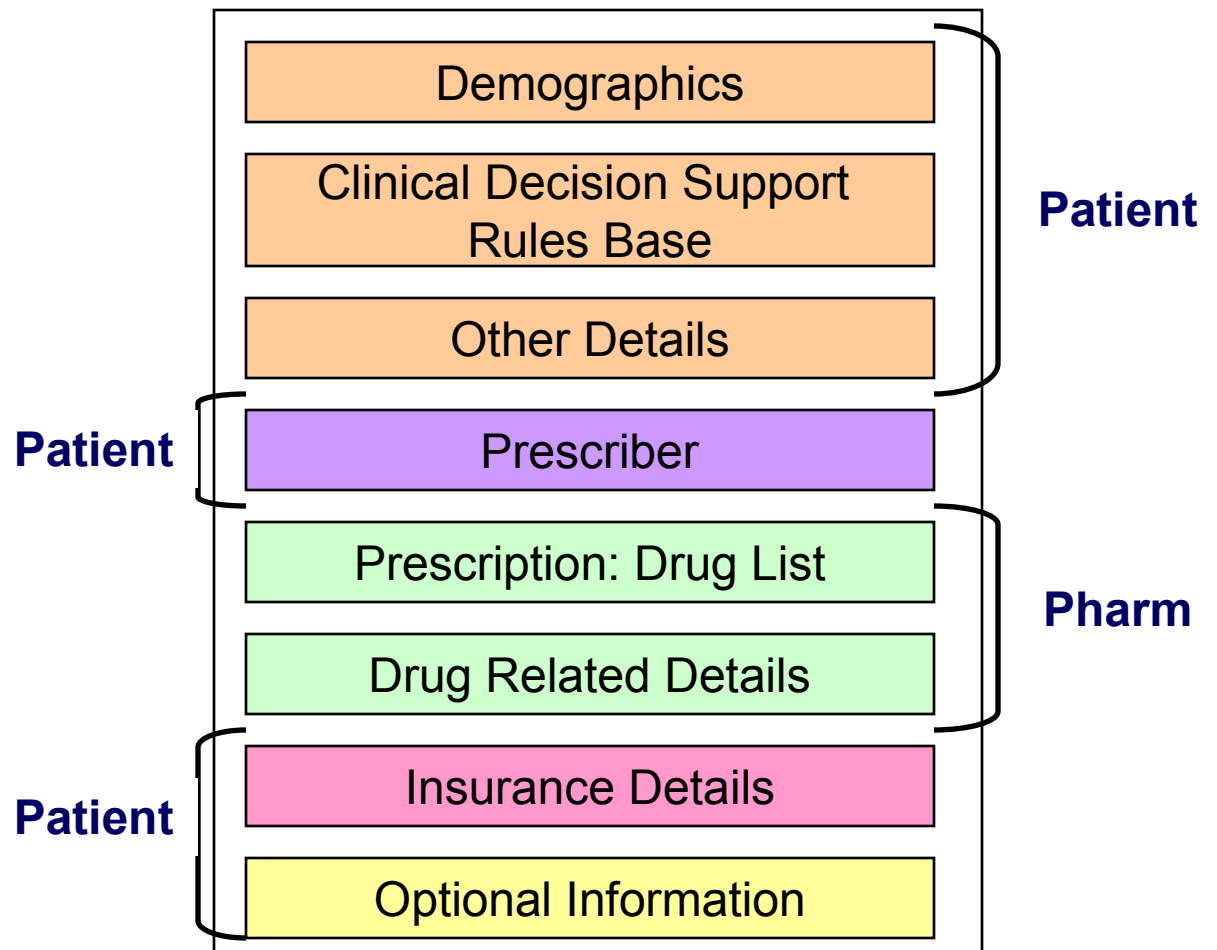 Demographics
Clinical Decision Support
Rules Base
Patient
Other Details
Patient
Prescriber
Prescription: Drug List
Pharm
Drug Related Details
Insurance Details
Patient
Optional Information